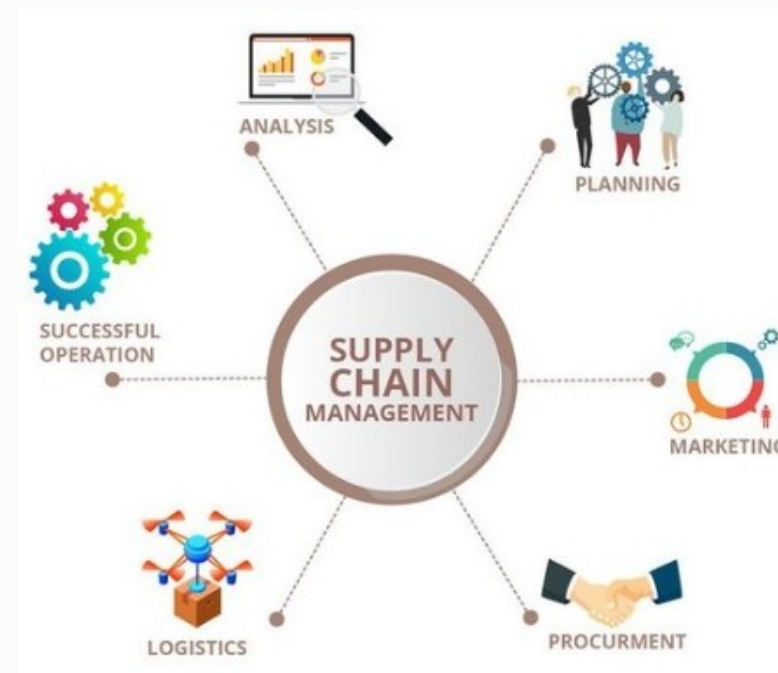 ANALYSIS
PLANNING
SUCCESSFUL
OPERATION
SUPPLY
CHAIN
MANAGEMENT
MARKETING
LOGISTICS
PROCURMENT